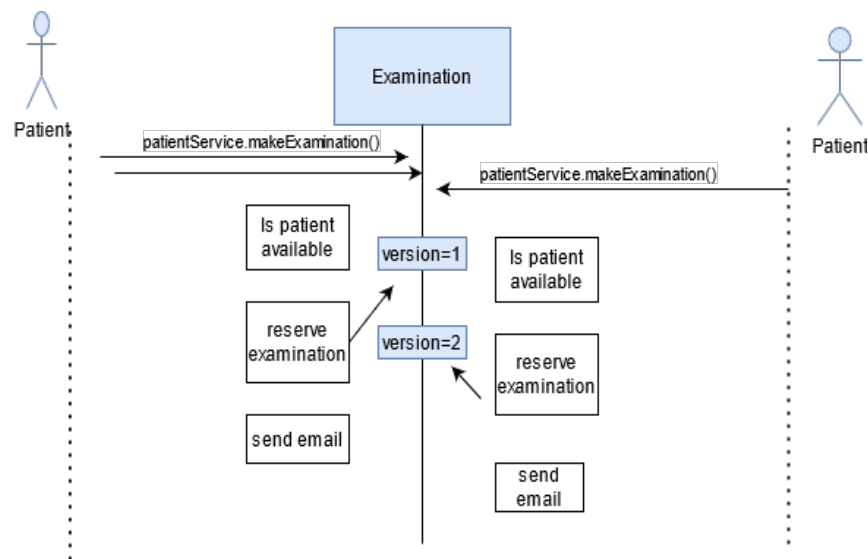 Examination
Patient
Patient
patientService.makeExamination()
patientService.makeExamination()
Is patient
available
version=1
Is patient
available
reserve
examination
version=2
reserve
examination
send email
send
email